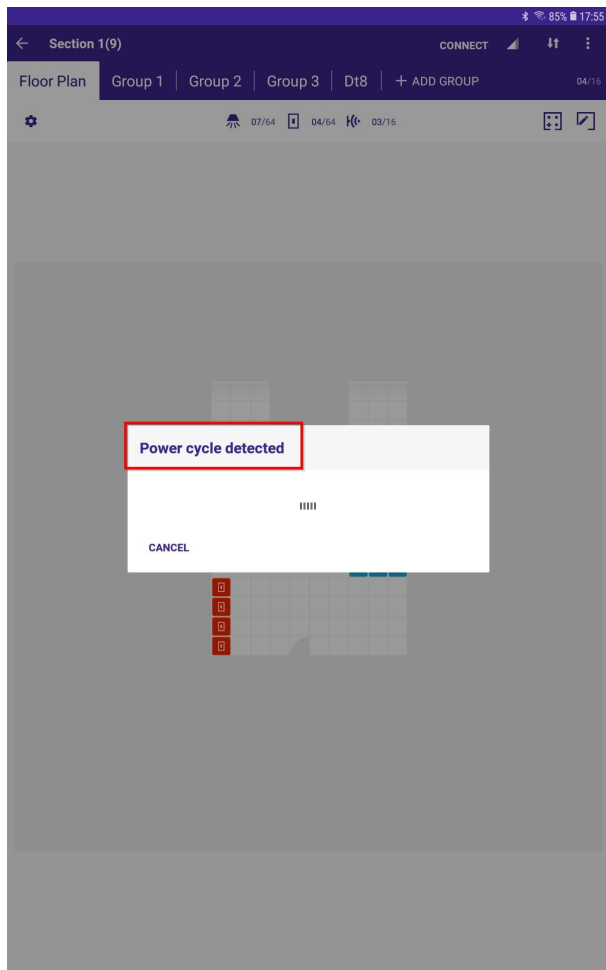 85% 17:55
Section 1(9) CONNECT
Floor Plan Group 1 Group 2 Group 3 Dt8 + ADD GROUP 04/16
07/64 04/64 03/16
Power cycle detected
CANCEL